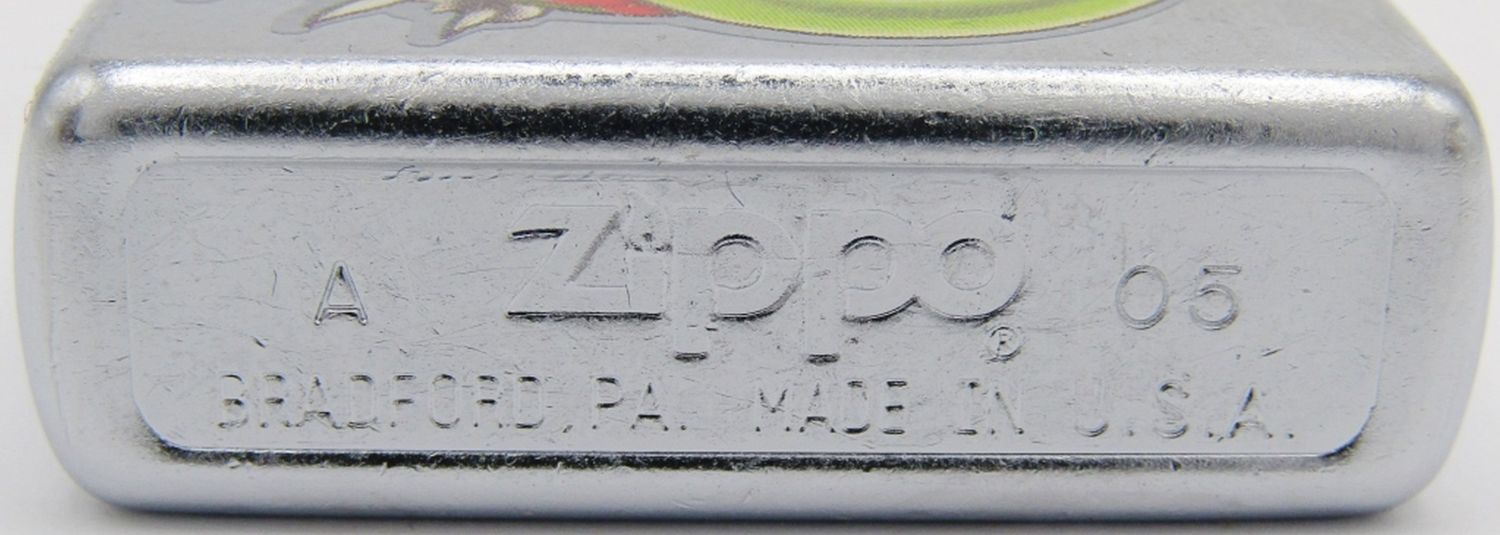 A Zippo 05
®
BRADFORD, PA. MADE IN U.S.A.